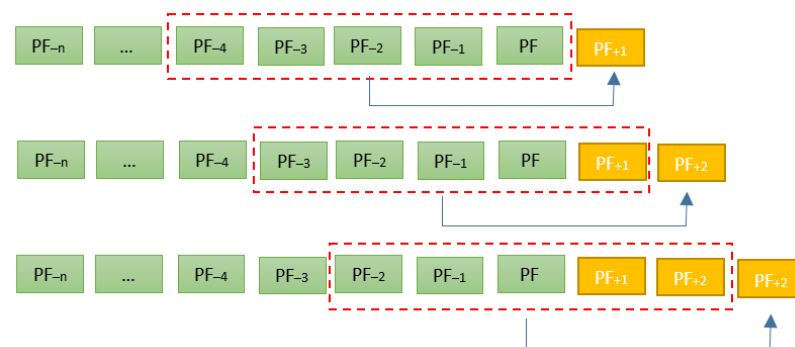 PF–n ... PF–4 PF–3 PF–2 PF–1 PF PF+1
PF–n ... PF–4 PF–3 PF–2 PF–1 PF PF+1 PF+2
PF–n ... PF–4 PF–3 PF–2 PF–1 PF PF+1 PF+2 PF+2